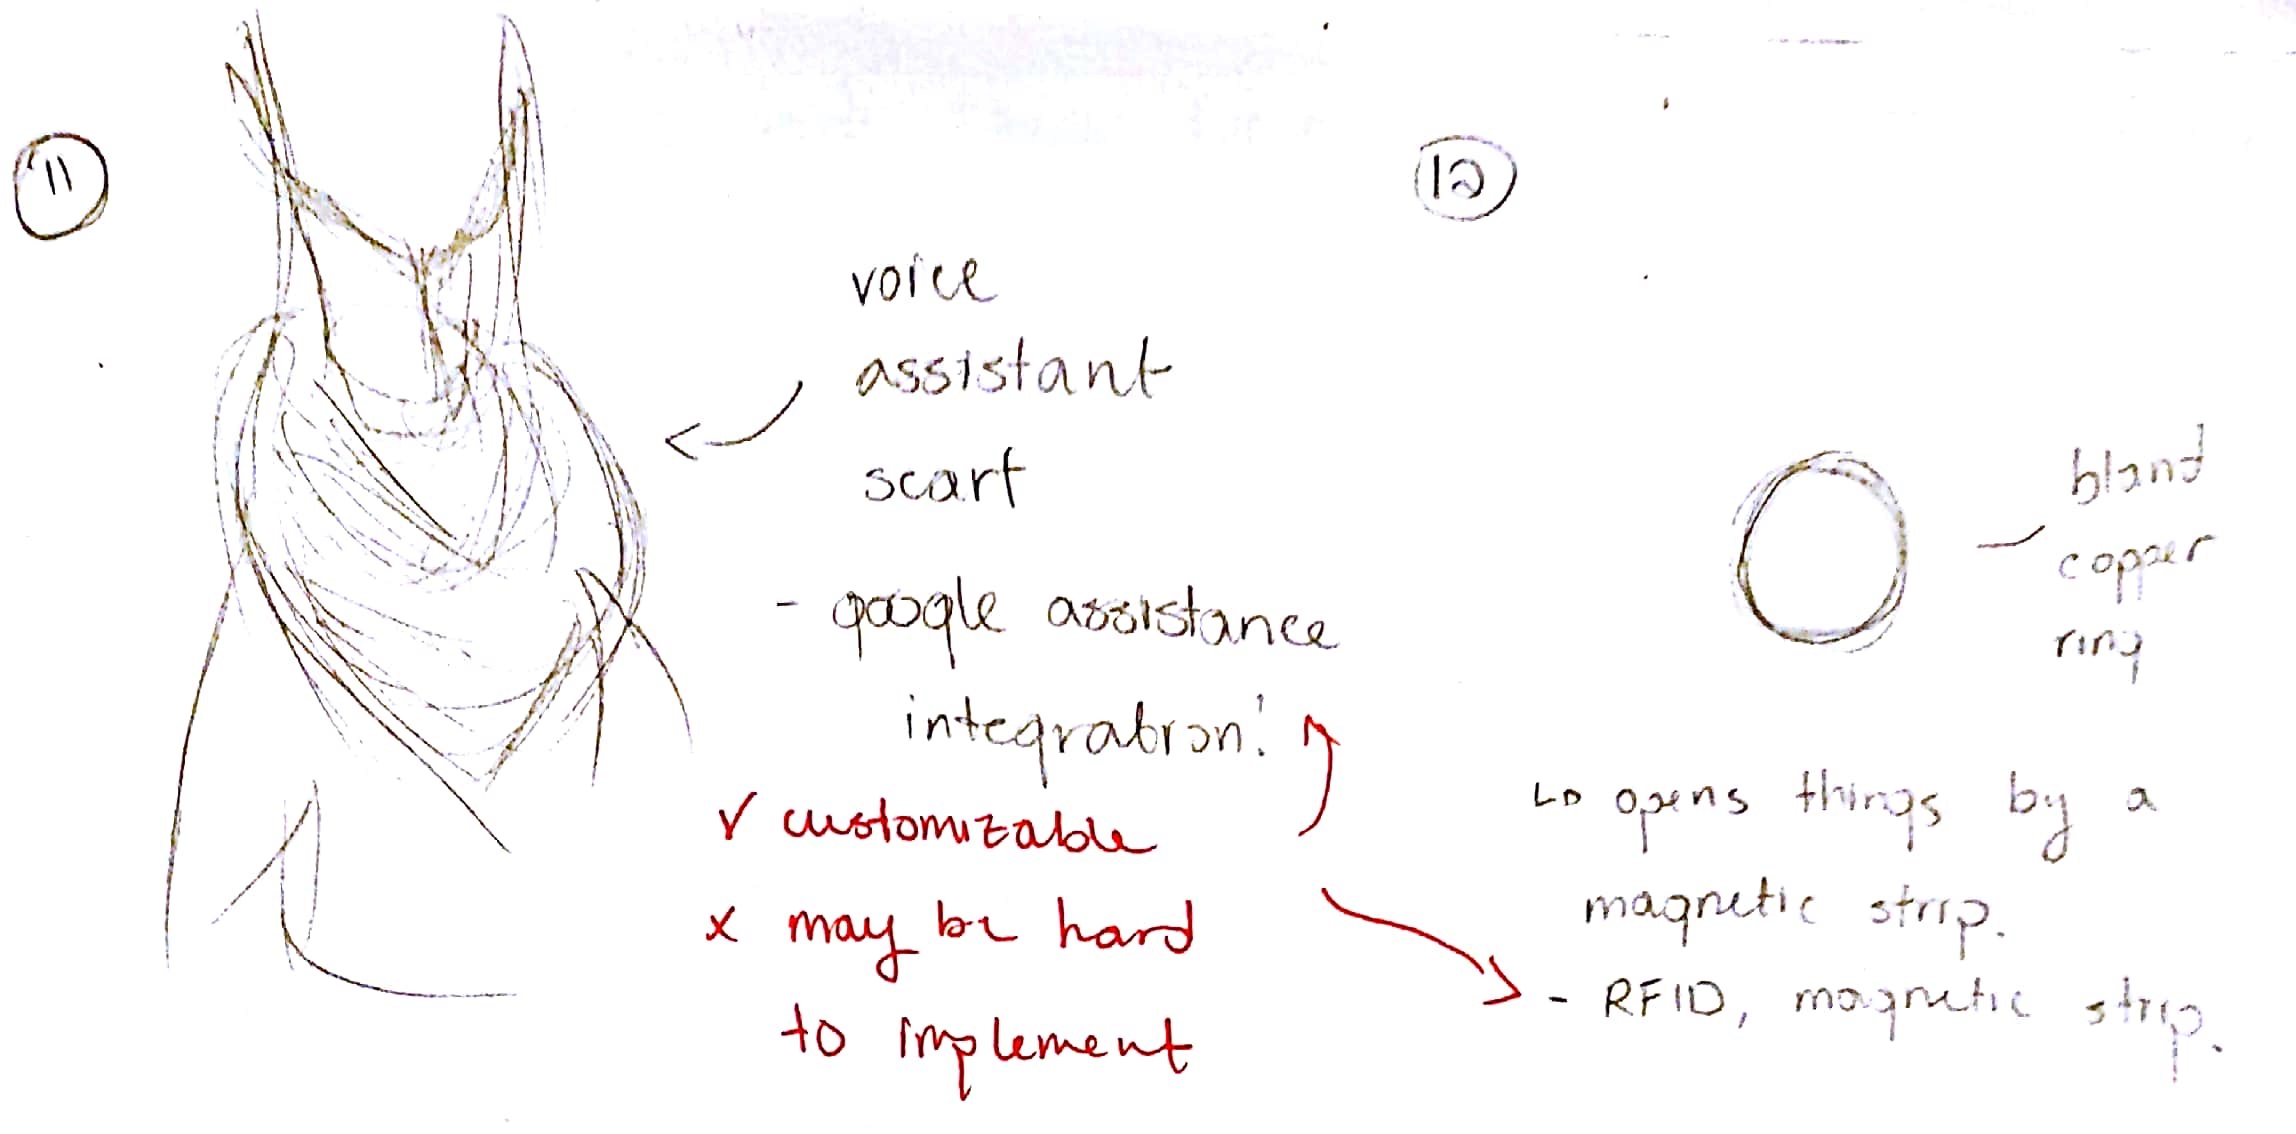 11
voice
assistant
scarf
- google assistance
integration!
✓ customizable
x may be hard
to implement
12
bland
copper
ring
↳ opens things by a
magnetic strip.
- RFID, magnetic strip.